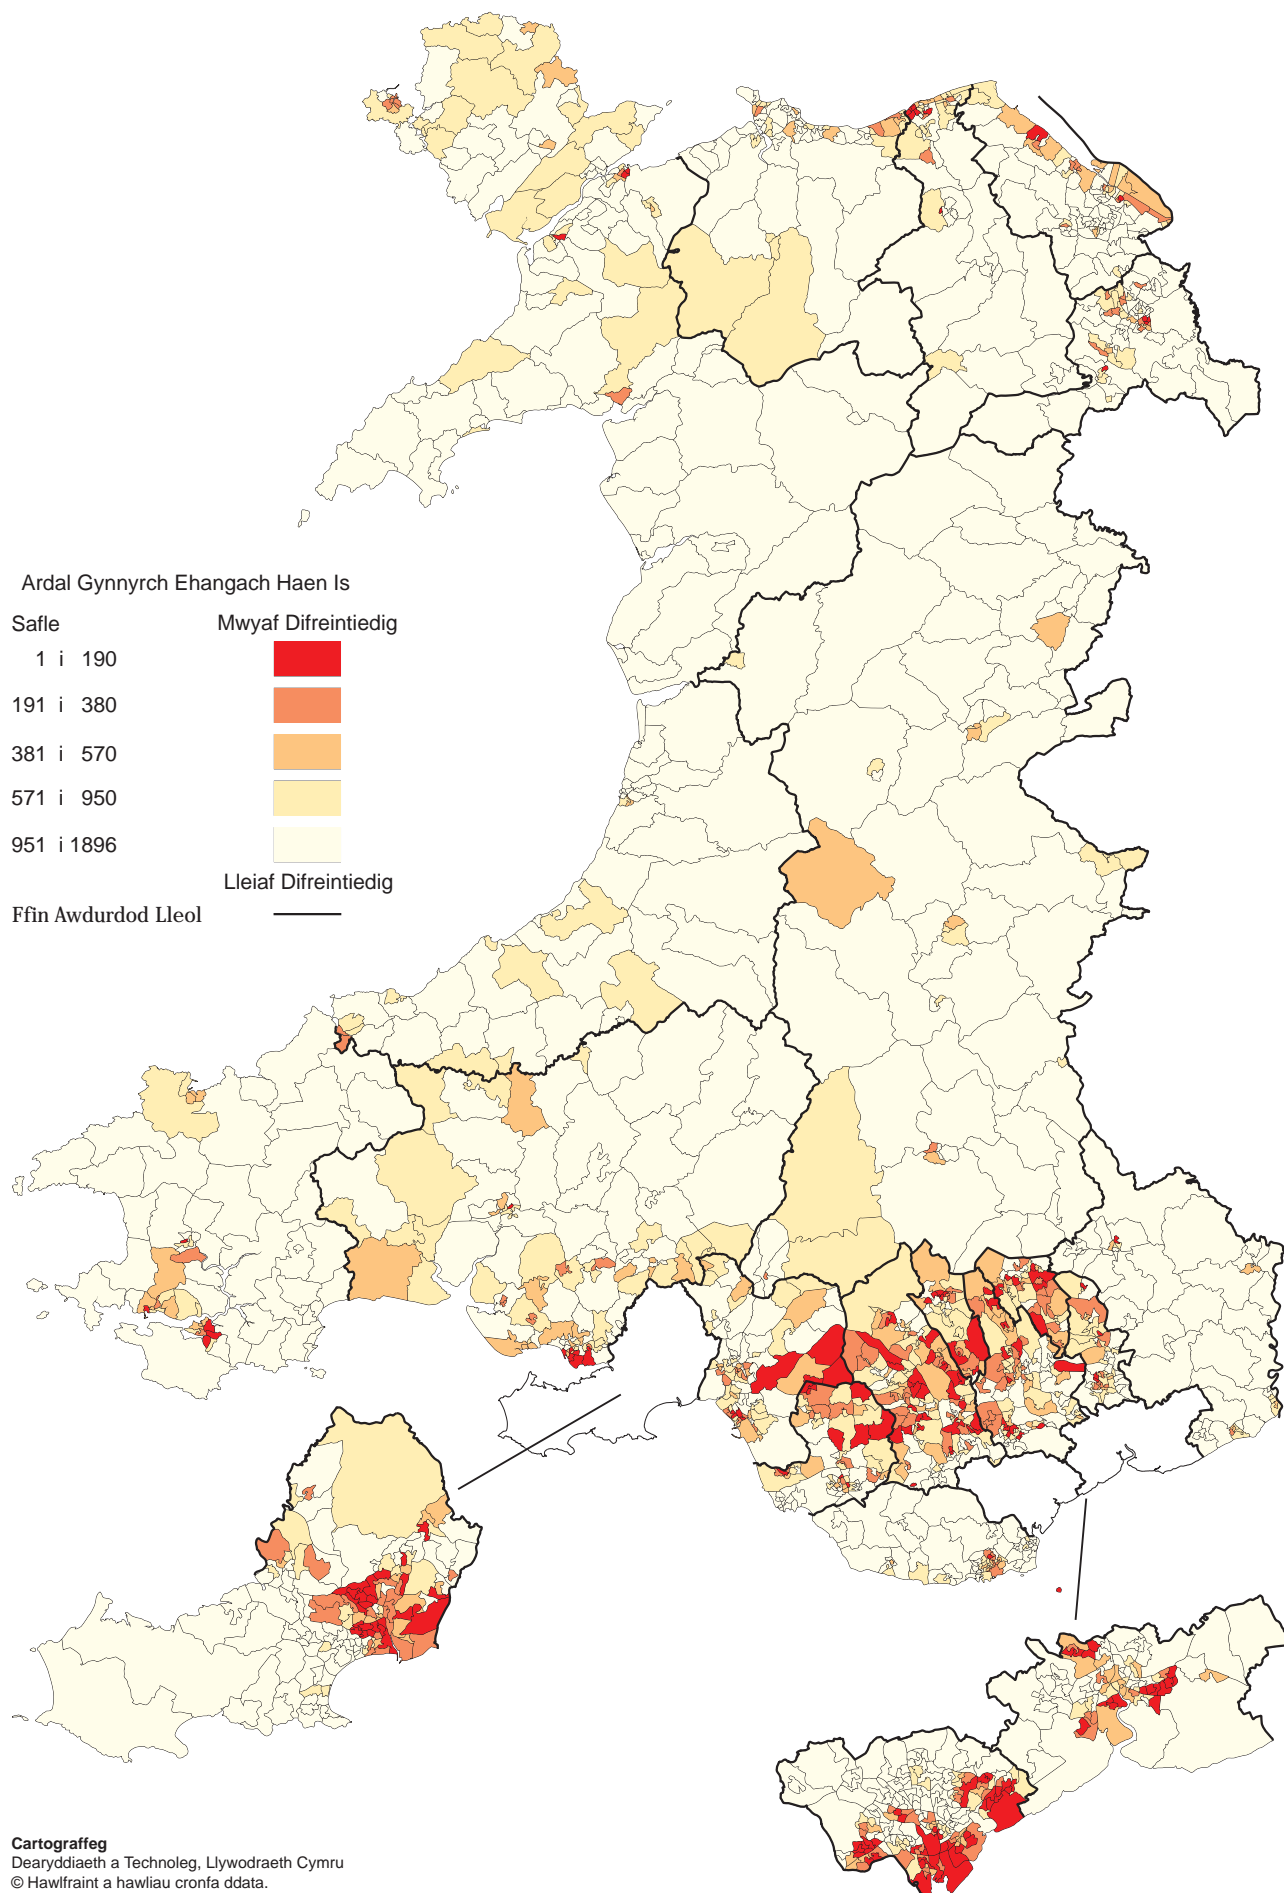 Ardal Gynnyrch Ehangach Haen Is
Safle Mwyaf Difreintiedig
1 i 190
191 i 380
381 i 570
571 i 950
951 i 1896
Lleiaf Difreintiedig
Ffin Awdurdod Lleol
Cartograffeg
Dearyddiaeth a Technoleg, Llywodraeth Cymru
© Hawlfraint a hawliau cronfa ddata.